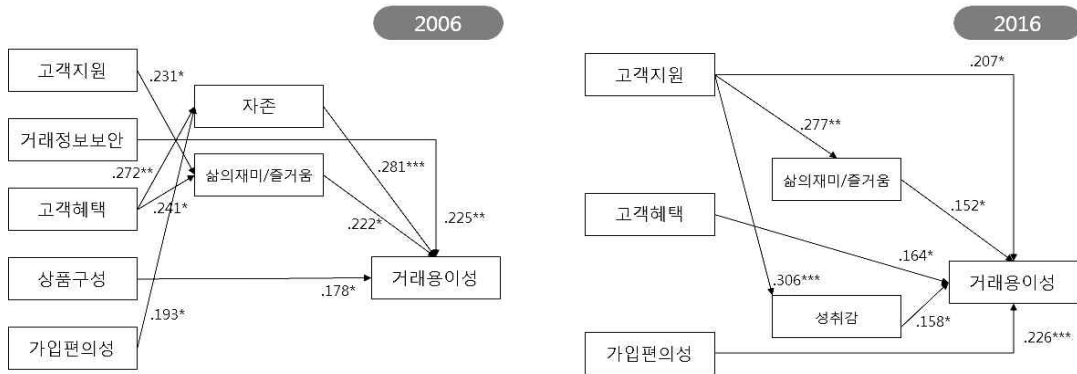 2006
고객지원
거래정보보안
고객혜택
상품구성
가입편의성
자존
삶의재미/즐거움
거래용이성
.231*
.272**
.241*
.193*
.281***
.222*
.225**
.178*
2016
고객지원
고객혜택
가입편의성
삶의재미/즐거움
성취감
거래용이성
.207*
.277**
.152*
.164*
.306***
.158*
.226***